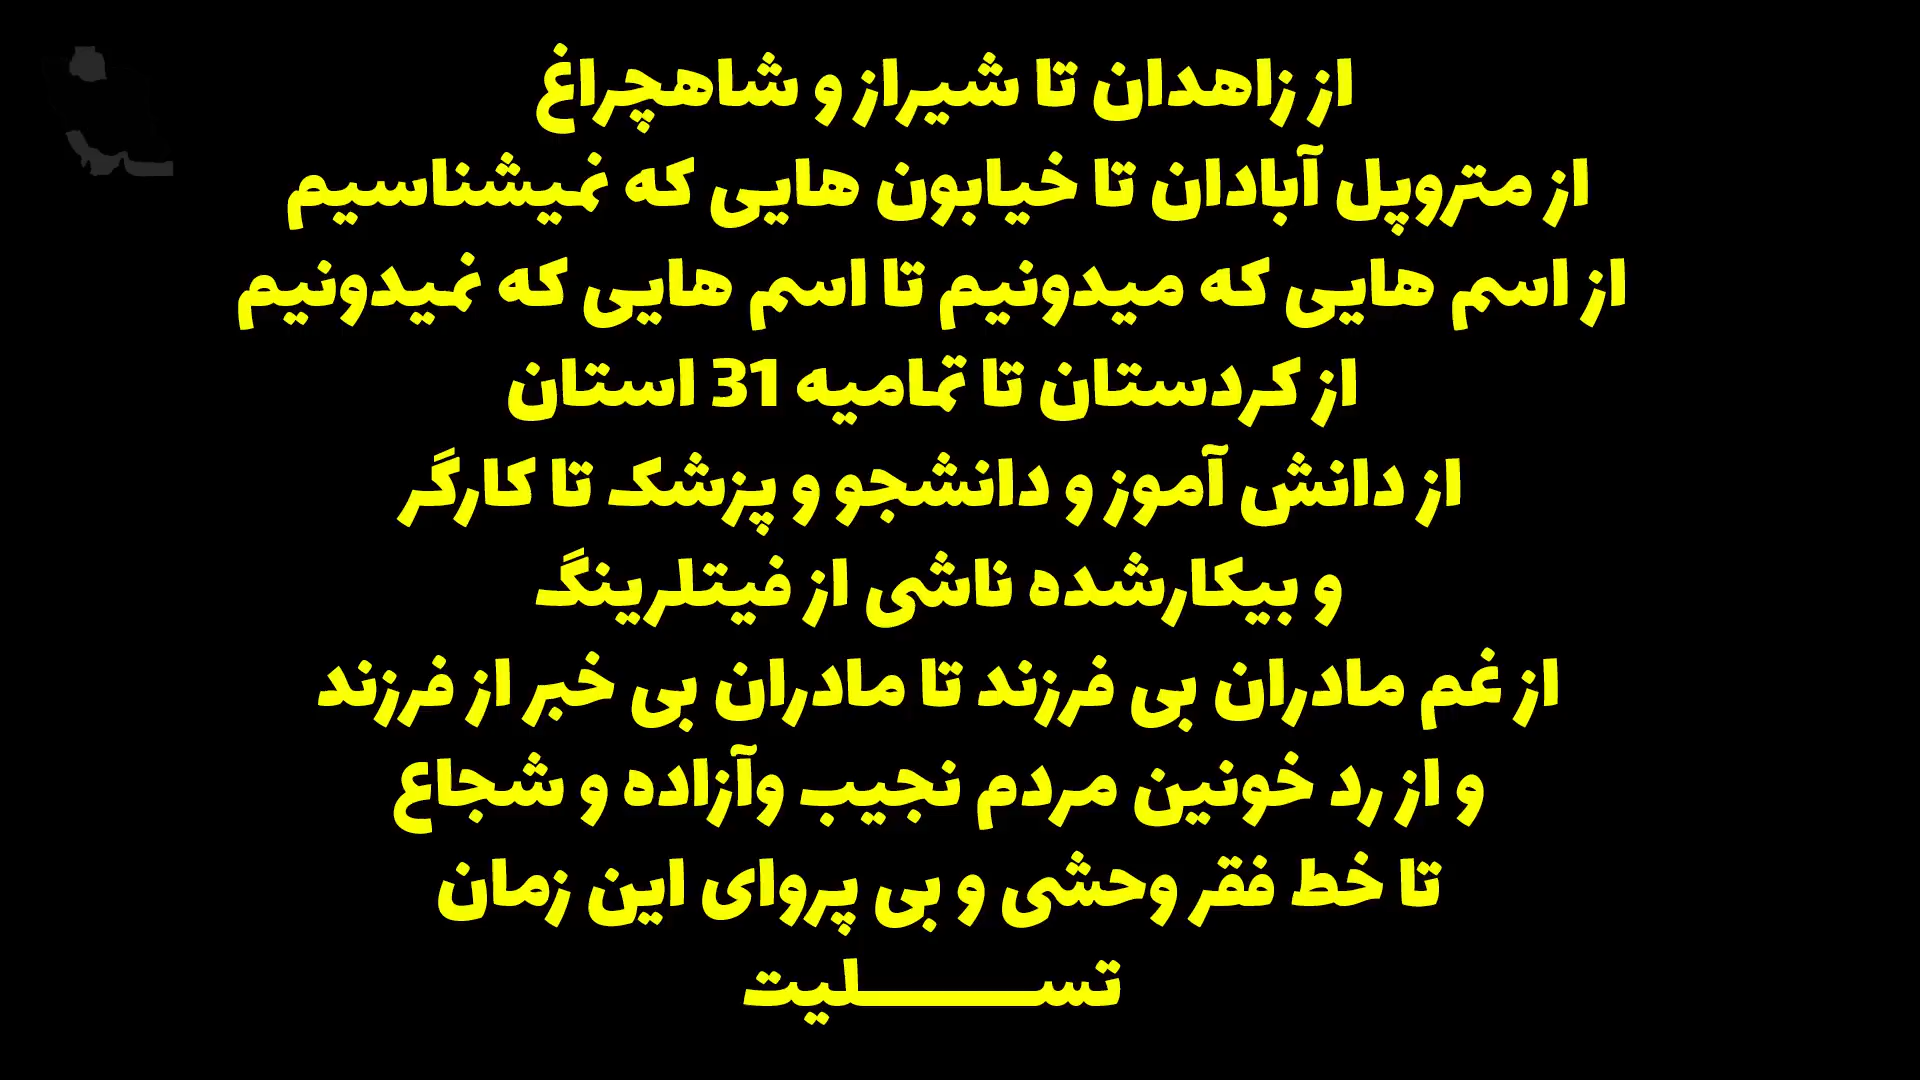 از زاهدان تا شیراز و شاهچراغ
از متروپل آبادان تا خیابون هایی که نمیشناسیم
از اسم هایی که میدونیم تا اسم هایی که نمیدونیم
از کردستان تا تمامیه 31 استان
از دانش آموز و دانشجو و پزشک تا کارگر
و بیکارشده ناشی از فیتلرینگ
از غم مادران بی فرزند تا مادران بی خبر از فرزند
و از رد خونین مردم نجیب وآزاده و شجاع
تا خط فقر وحشی و بی پروای این زمان
تســـــــــــلیت